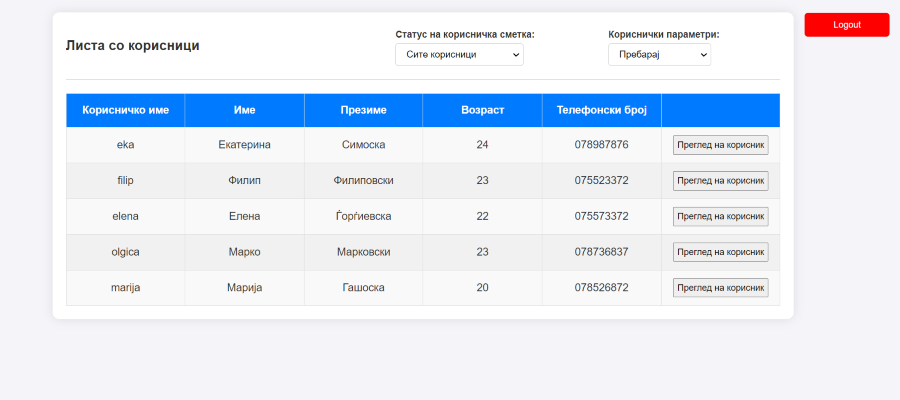 Logout
Листа со корисници
Статус на корисничка сметка:
Сите корисници
Кориснички параметри:
Пребарај
Корисничко име Име Презиме Возраст Телефонски број
eka Екатерина Симоска 24 078987876 Преглед на корисник
filip Филип Филиповски 23 075523372 Преглед на корисник
elena Елена Ѓорѓиевска 22 075573372 Преглед на корисник
olgica Марко Марковски 23 078736837 Преглед на корисник
marija Марија Гашоска 20 078526872 Преглед на корисник